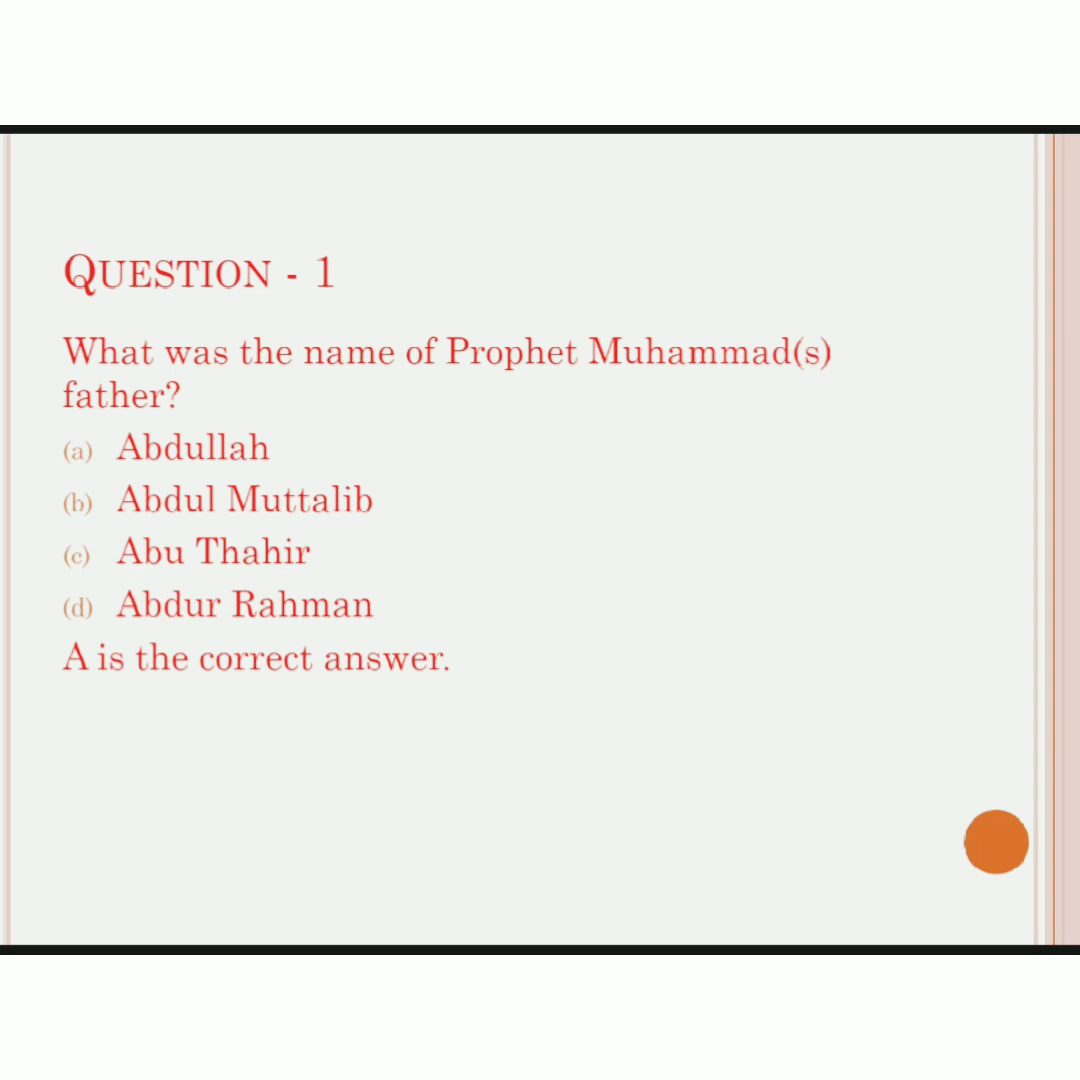 QUESTION - 1
What was the name of Prophet Muhammad(s)
father?
(a) Abdullah
(b) Abdul Muttalib
(c) Abu Thahir
(d) Abdur Rahman
A is the correct answer.